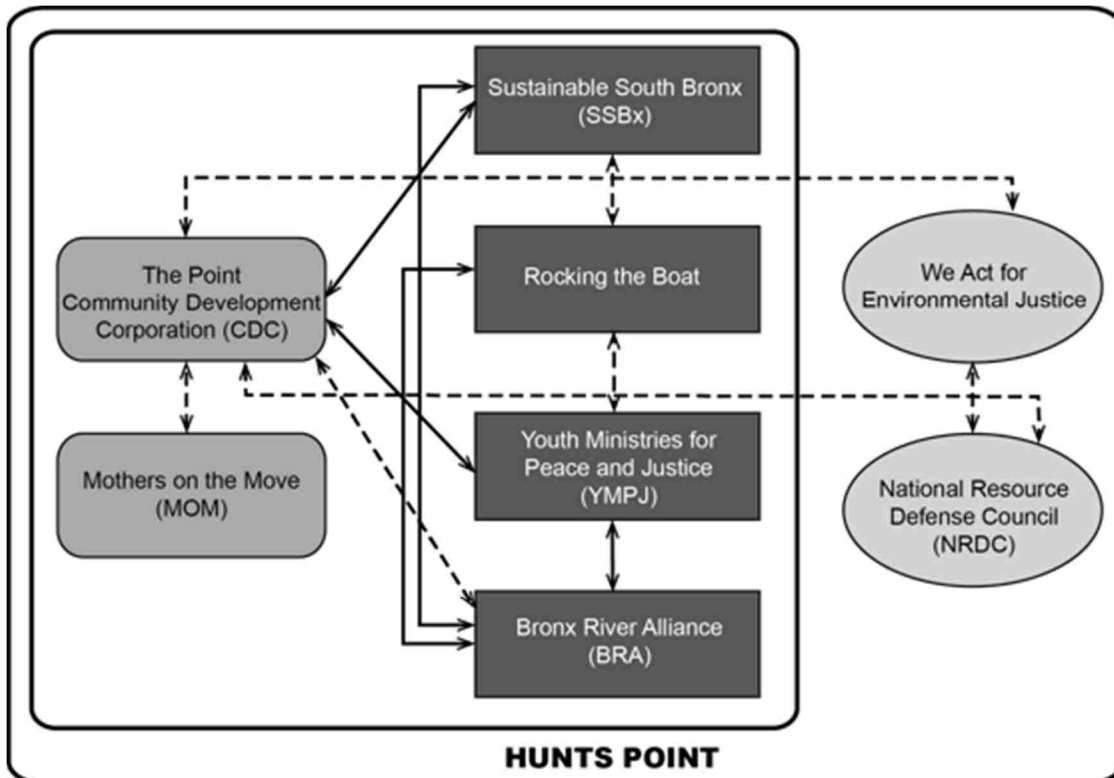 Sustainable South Bronx
(SSBx)
The Point
Community Development
Corporation (CDC)
Rocking the Boat
We Act for
Environmental Justice
Mothers on the Move
(MOM)
Youth Ministries for
Peace and Justice
(YMPJ)
National Resource
Defense Council
(NRDC)
Bronx River Alliance
(BRA)
HUNTS POINT